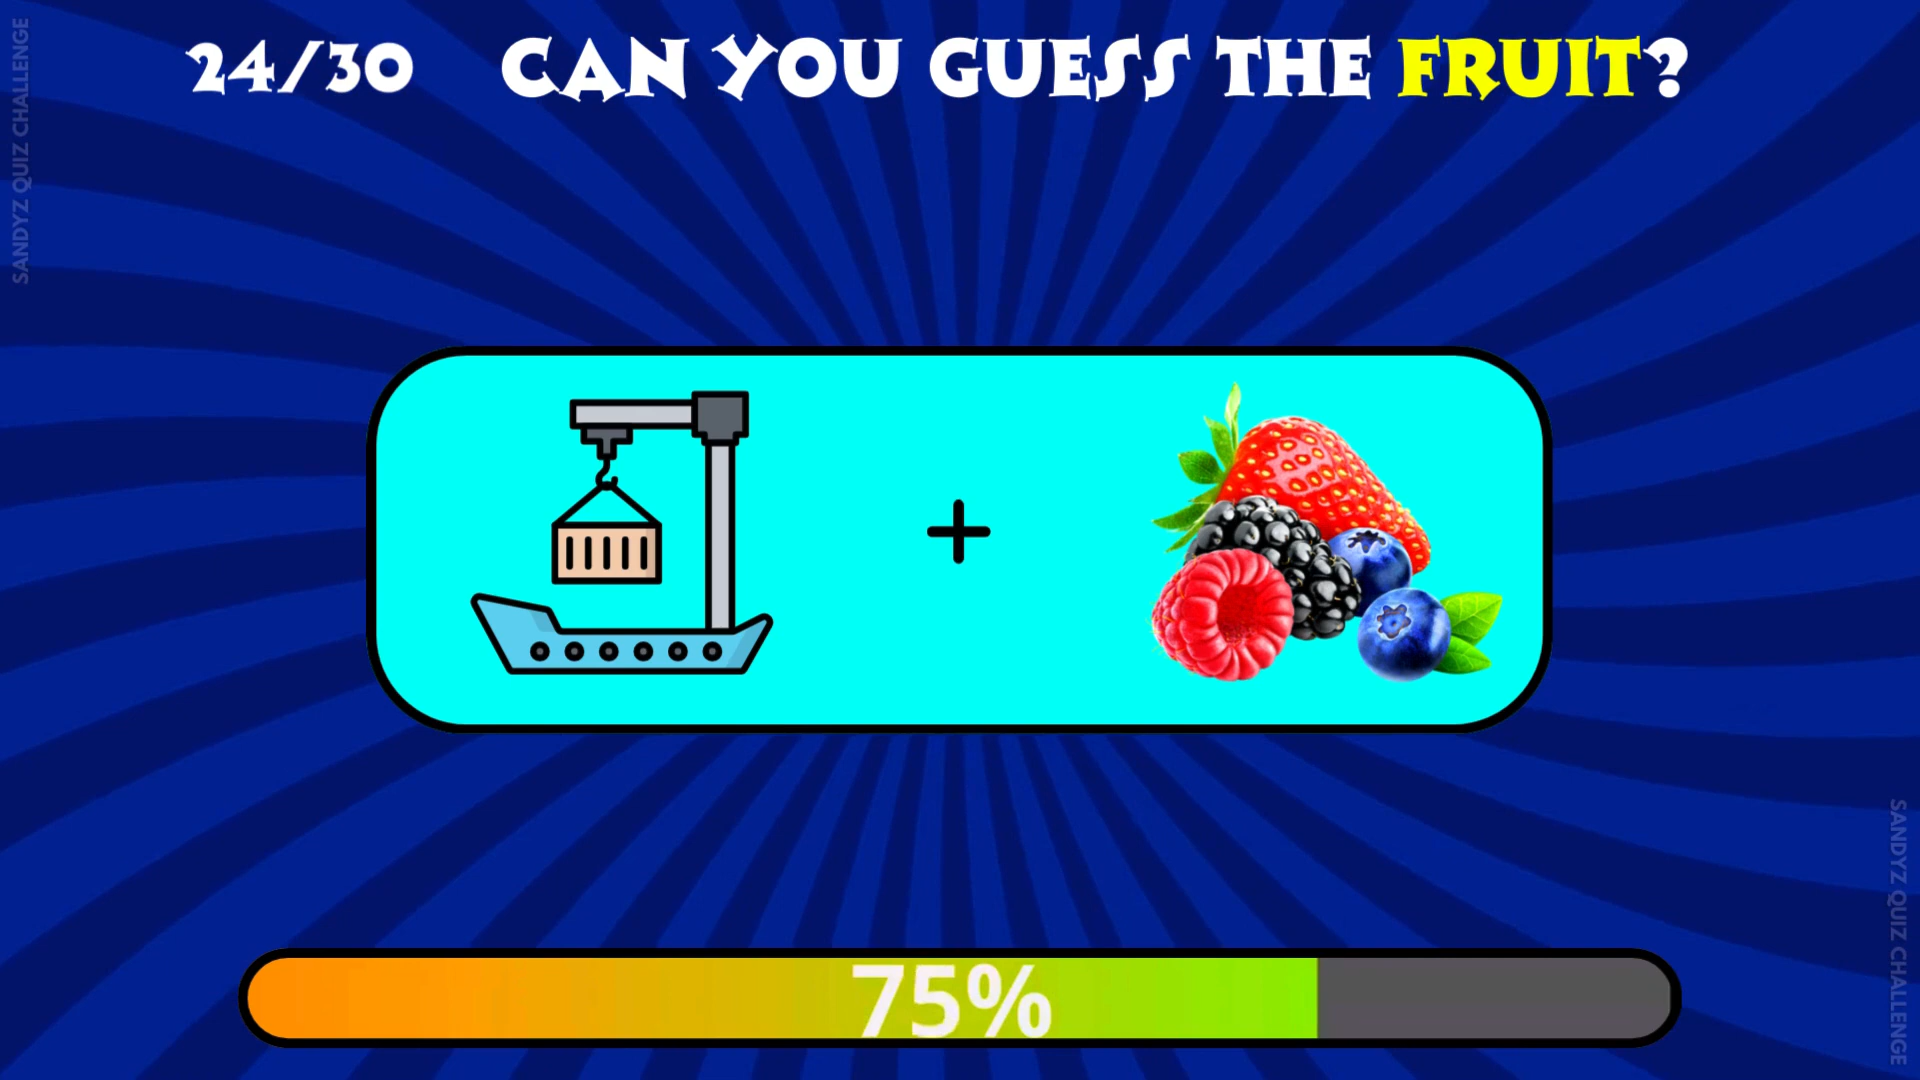 24/30 CAN YOU GUESS THE FRUIT?
SANDYZ QUIZ CHALLENGE
75%
SANDYZ QUIZ CHALLENGE